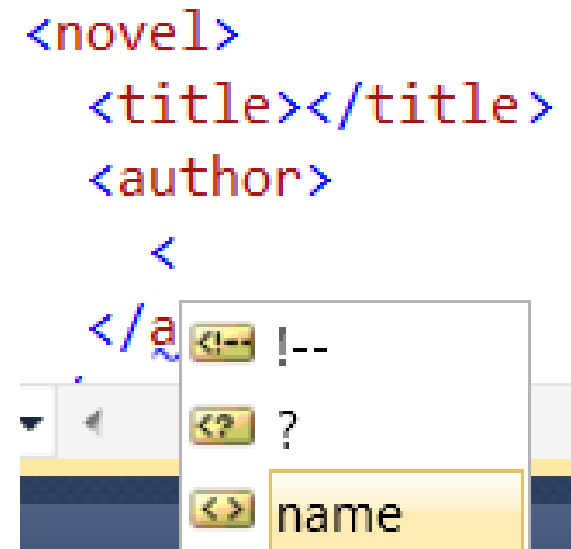 <novel>
<title></title>
<author>
<
</a
!--
?
name